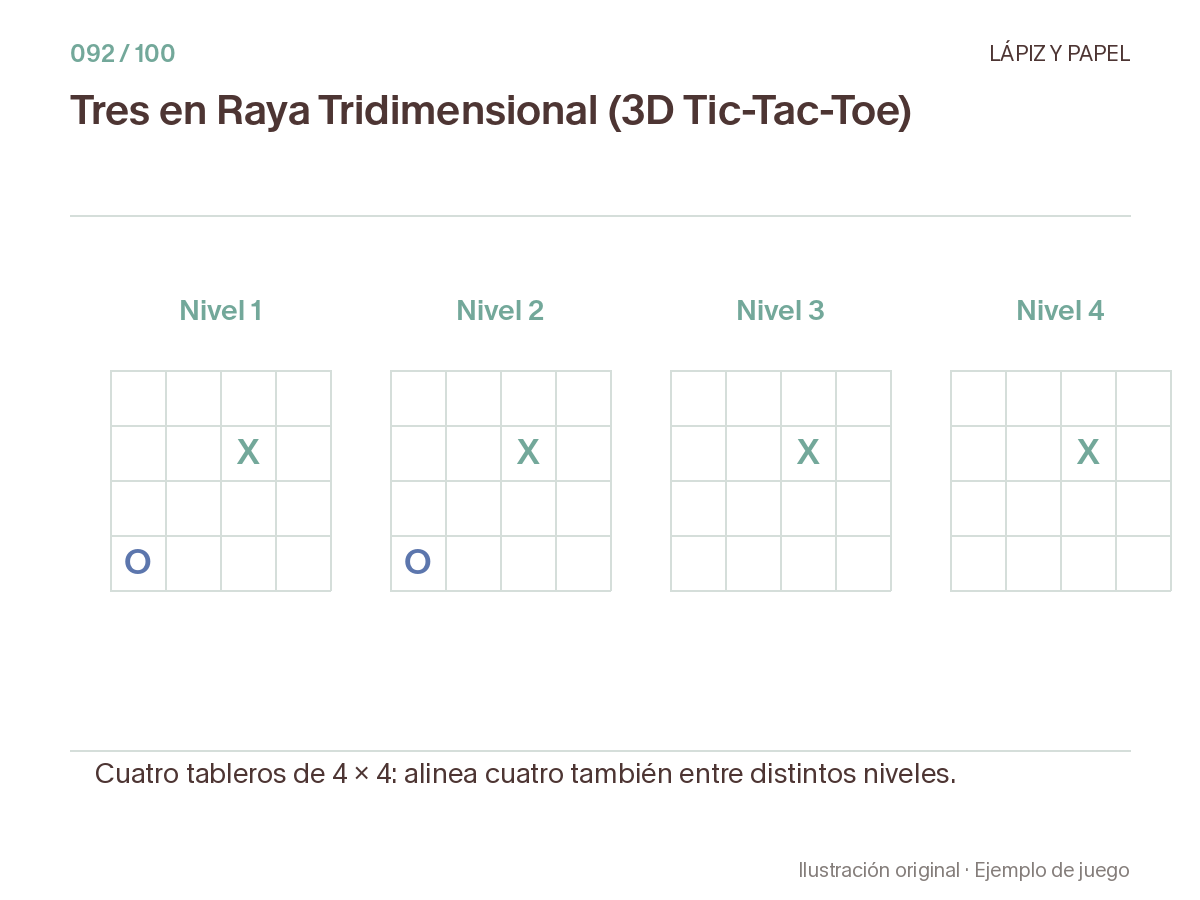 092 / 100
LÁPIZ Y PAPEL
Tres en Raya Tridimensional (3D Tic-Tac-Toe)
Nivel 1
Nivel 2
Nivel 3
Nivel 4
X X X X
O O
Cuatro tableros de 4 × 4: alinea cuatro también entre distintos niveles.
Ilustración original · Ejemplo de juego